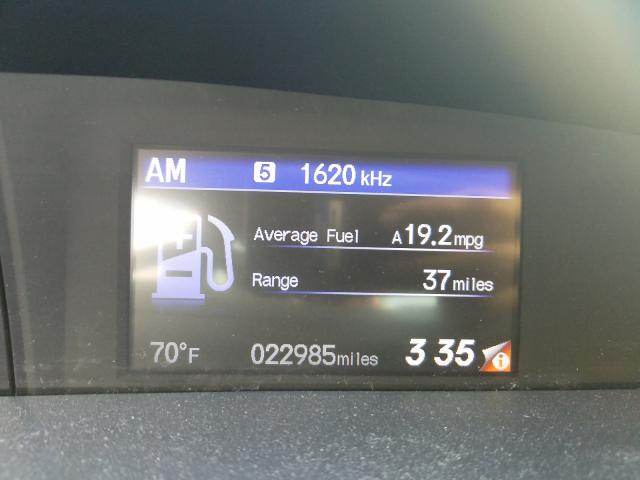 AM 5 1620 kHz
Average Fuel A19.2mpg
Range 37miles
70°F 022985miles 3 35 i